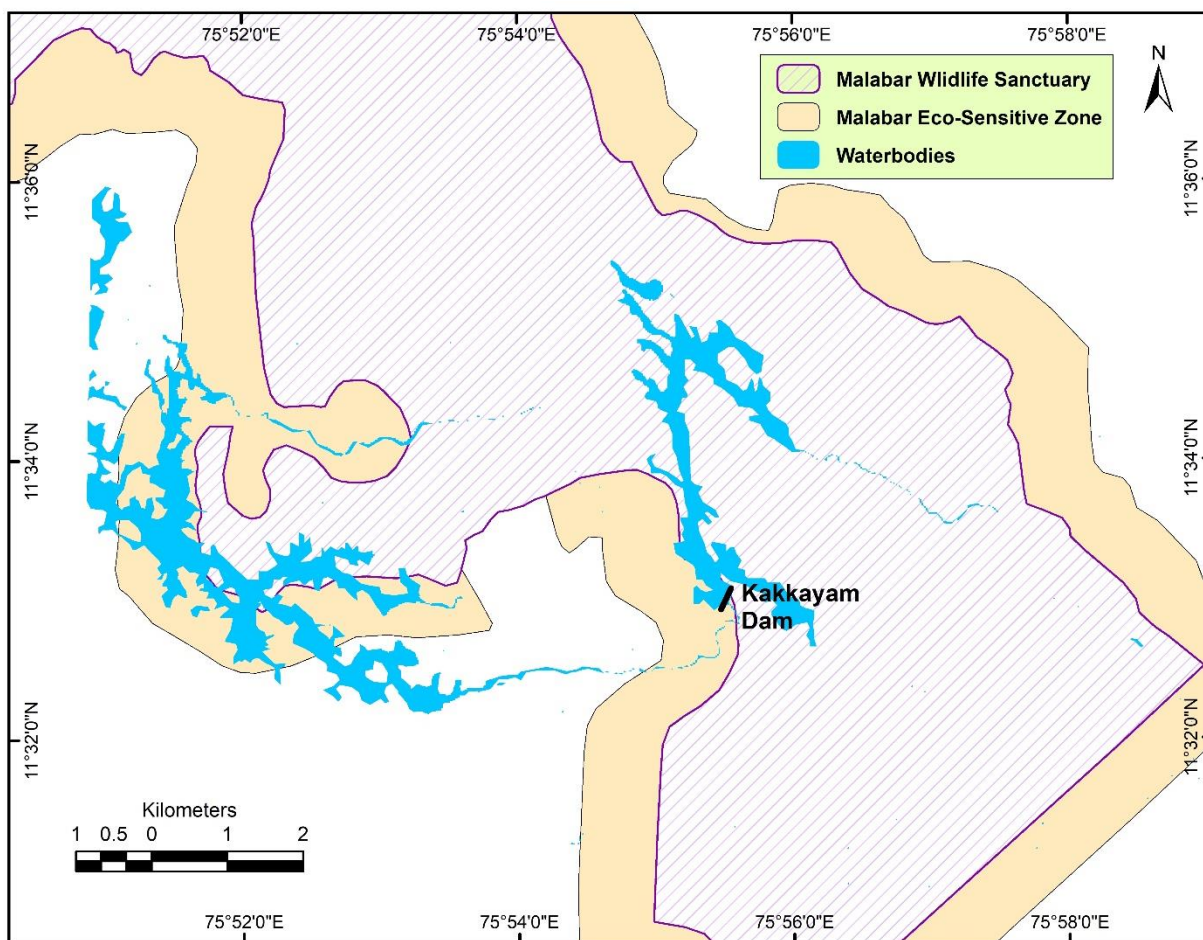 75°52'0"E
75°54'0"E
75°56'0"E
75°58'0"E
N
Malabar Wlidlife Sanctuary
Malabar Eco-Sensitive Zone
Waterbodies
11°36'0"N
11°36'0"N
11°34'0"N
11°34'0"N
Kakkayam
Dam
11°32'0"N
11°32'0"N
Kilometers
1 0.5 0 1 2
75°52'0"E
75°54'0"E
75°56'0"E
75°58'0"E